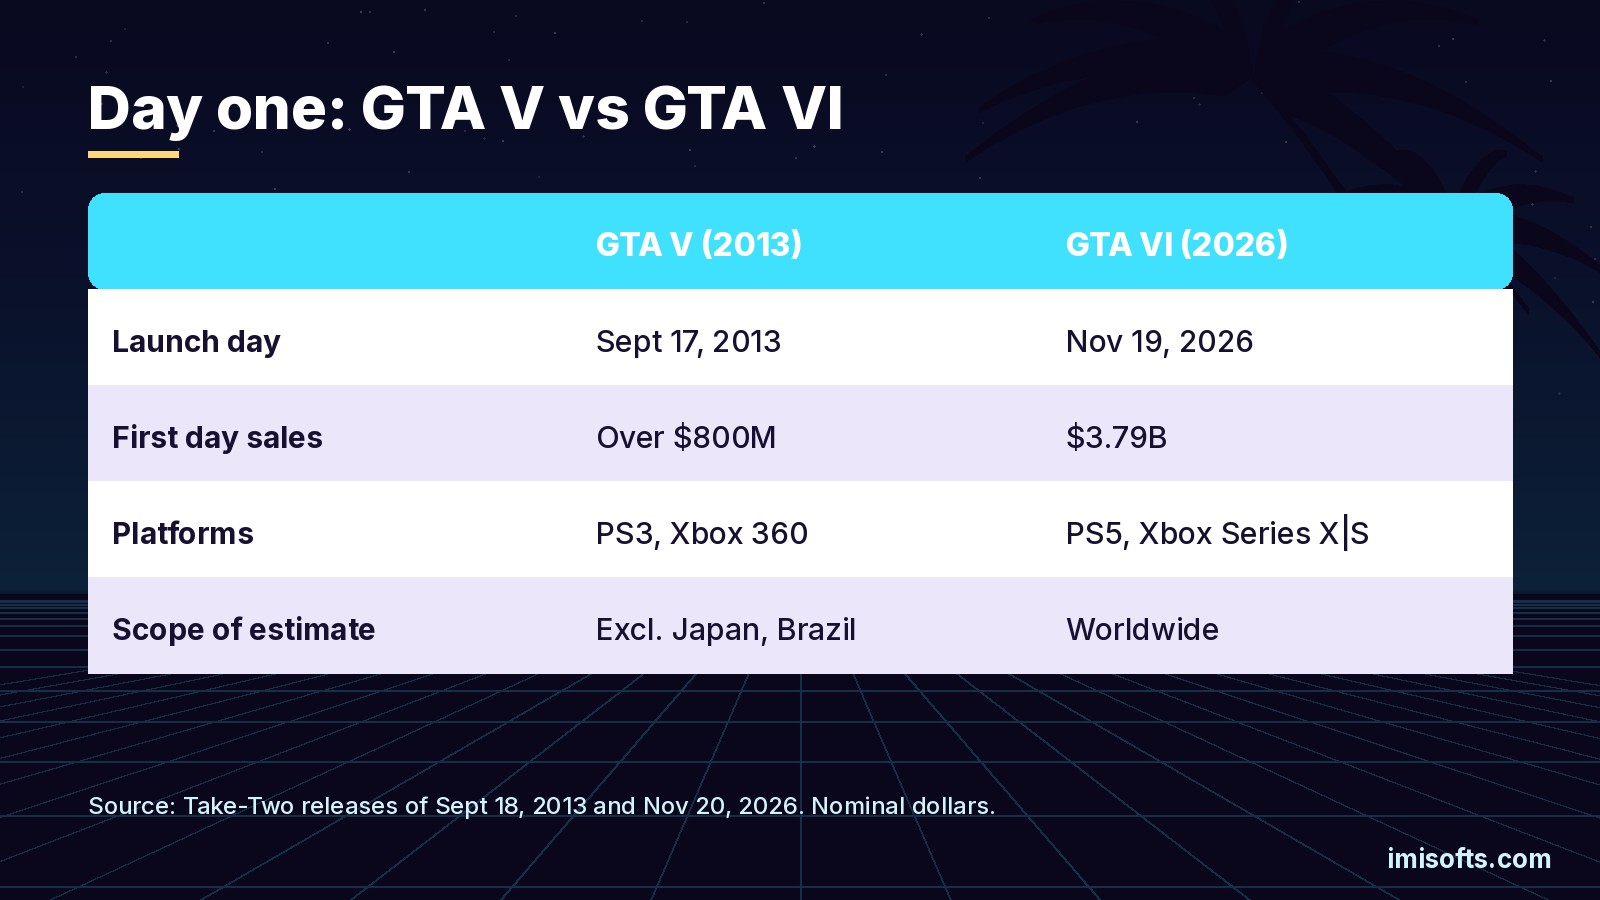 Day one: GTA V vs GTA VI
GTA V (2013) GTA VI (2026)
Launch day Sept 17, 2013 Nov 19, 2026
First day sales Over $800M $3.79B
Platforms PS3, Xbox 360 PS5, Xbox Series X|S
Scope of estimate Excl. Japan, Brazil Worldwide
Source: Take-Two releases of Sept 18, 2013 and Nov 20, 2026. Nominal dollars.
imisofts.com